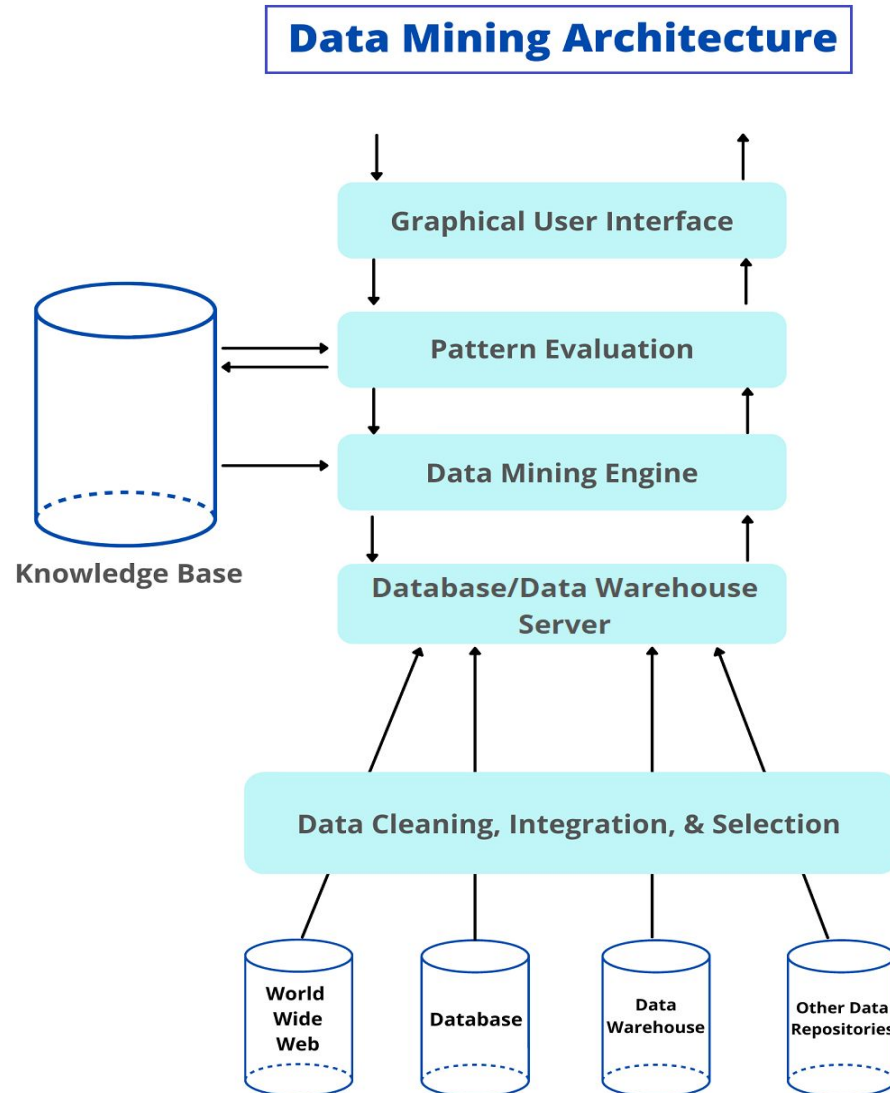 Data Mining Architecture
Graphical User Interface
Pattern Evaluation
Data Mining Engine
Knowledge Base
Database/Data Warehouse
Server
Data Cleaning, Integration, & Selection
World
Wide
Web
Database
Data
Warehouse
Other Data
Repositories